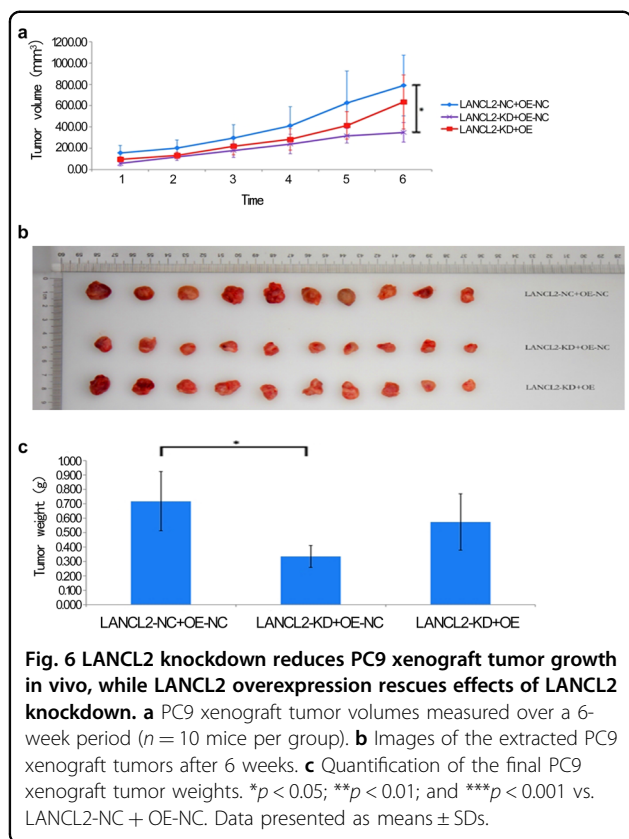 a
1200.00
1000.00
800.00
600.00
400.00
200.00
0.00
Tumor volume (mm³)
1 2 3 4 5 6
Time
*
LANCL2-NC+OE-NC
LANCL2-KD+OE-NC
LANCL2-KD+OE
b
LANCL2-NC+OE-NC
LANCL2-KD+OE-NC
LANCL2-KD+OE
c
*
1.000
0.900
0.800
0.700
0.600
0.500
0.400
0.300
0.200
0.100
0.000
Tumor weight (g)
LANCL2-NC+OE-NC LANCL2-KD+OE-NC LANCL2-KD+OE
Fig. 6 LANCL2 knockdown reduces PC9 xenograft tumor growth
in vivo, while LANCL2 overexpression rescues effects of LANCL2
knockdown. a PC9 xenograft tumor volumes measured over a 6-
week period (n = 10 mice per group). b Images of the extracted PC9
xenograft tumors after 6 weeks. c Quantification of the final PC9
xenograft tumor weights. *p < 0.05; **p < 0.01; and ***p < 0.001 vs.
LANCL2-NC + OE-NC. Data presented as means ± SDs.